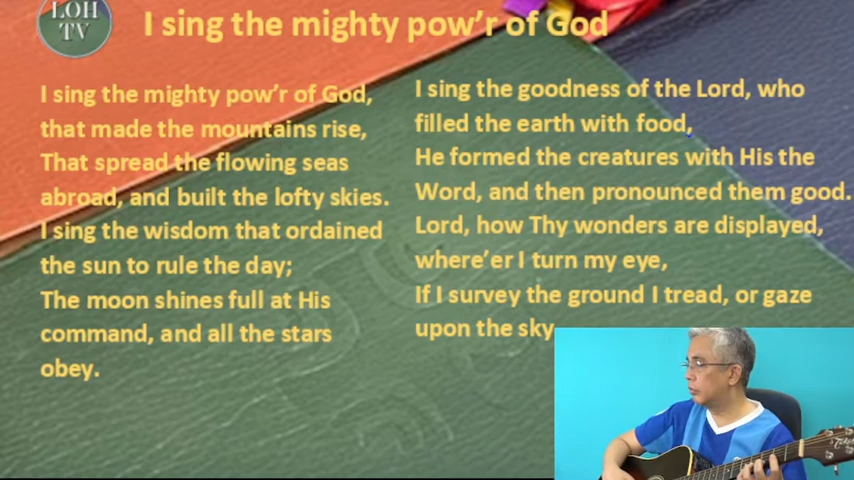 LOH
TV
I sing the mighty pow’r of God
I sing the mighty pow’r of God,
that made the mountains rise,
That spread the flowing seas
abroad, and built the lofty skies.
I sing the wisdom that ordained
the sun to rule the day;
The moon shines full at His
command, and all the stars
obey.
I sing the goodness of the Lord, who
filled the earth with food,
He formed the creatures with His the
Word, and then pronounced them good.
Lord, how Thy wonders are displayed,
where’er I turn my eye,
If I survey the ground I tread, or gaze
upon the sky